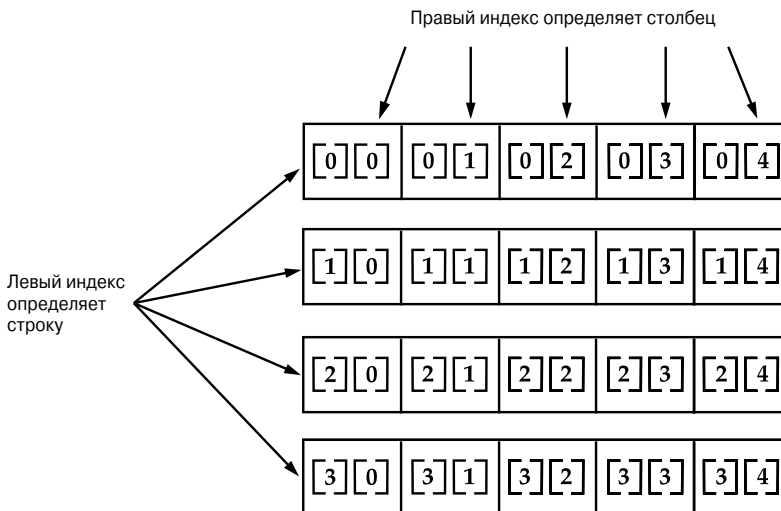 Правый индекс определяет столбец
[0][0] [0][1] [0][2] [0][3] [0][4]
[1][0] [1][1] [1][2] [1][3] [1][4]
Левый индекс
определяет
строку
[2][0] [2][1] [2][2] [2][3] [2][4]
[3][0] [3][1] [3][2] [3][3] [3][4]